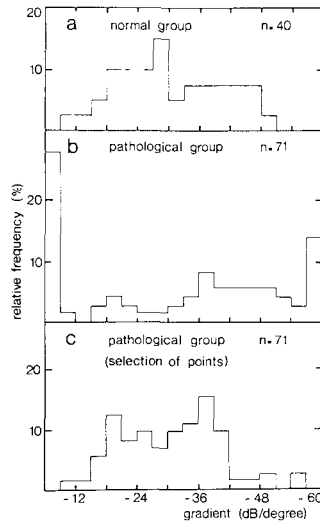 20
a
normal group
n=40
10
b
pathological group
n=71
20
10
relative frequency (%)
c
pathological group
n=71
(selection of points)
20
10
-12
-24
-36
-48
-60
gradient (dB/degree)